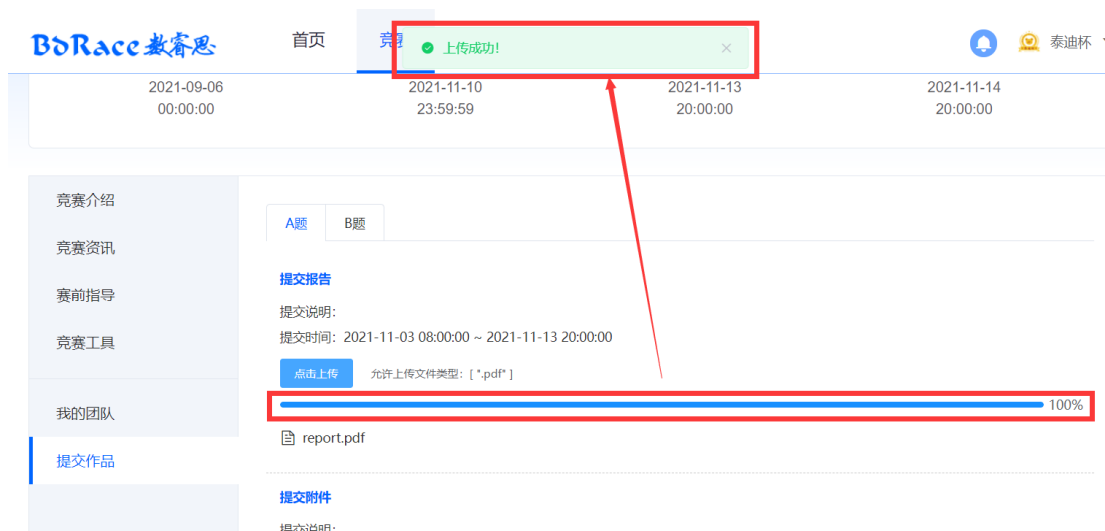 BdRace数睿思 首页 竞 上传成功! × 泰迪杯
2021-09-06 2021-11-10 2021-11-13 2021-11-14
00:00:00 23:59:59 20:00:00 20:00:00
竞赛介绍
竞赛资讯
赛前指导
竞赛工具
我的团队
提交作品
A题 B题
提交报告
提交说明：
提交时间：2021-11-03 08:00:00 ~ 2021-11-13 20:00:00
点击上传 允许上传文件类型：[ ".pdf" ]
100%
report.pdf
提交附件
提交说明：